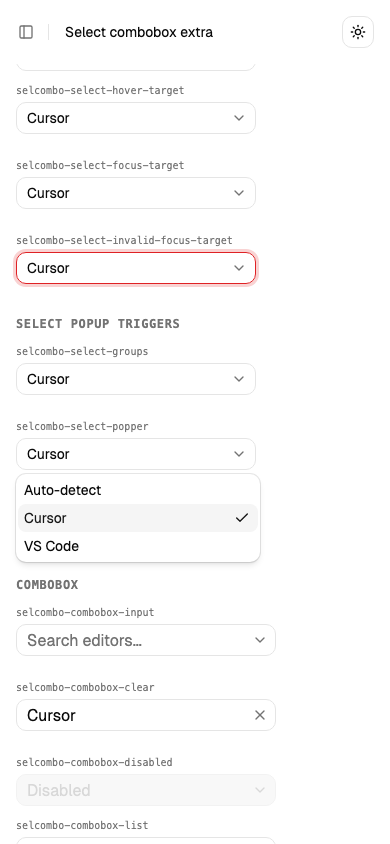 Select combobox extra
selcombo-select-hover-target
Cursor
selcombo-select-focus-target
Cursor
selcombo-select-invalid-focus-target
Cursor
SELECT POPUP TRIGGERS
selcombo-select-groups
Cursor
selcombo-select-popper
Cursor
Auto-detect
Cursor
VS Code
COMBOBOX
selcombo-combobox-input
Search editors...
selcombo-combobox-clear
Cursor
selcombo-combobox-disabled
Disabled
selcombo-combobox-list